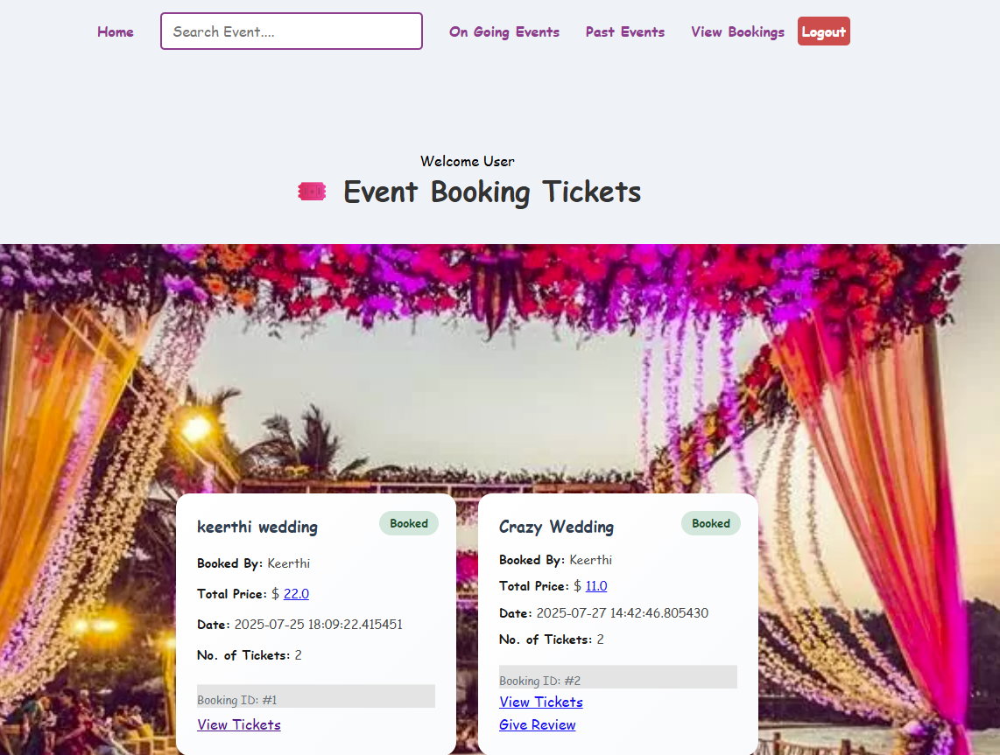 Home
Search Event....
On Going Events
Past Events
View Bookings
Logout
Welcome User
Event Booking Tickets
keerthi wedding
Booked
Booked By: Keerthi
Total Price: $ 22.0
Date: 2025-07-25 18:09:22.415451
No. of Tickets: 2
Booking ID: #1
View Tickets
Crazy Wedding
Booked
Booked By: Keerthi
Total Price: $ 11.0
Date: 2025-07-27 14:42:46.805430
No. of Tickets: 2
Booking ID: #2
View Tickets
Give Review